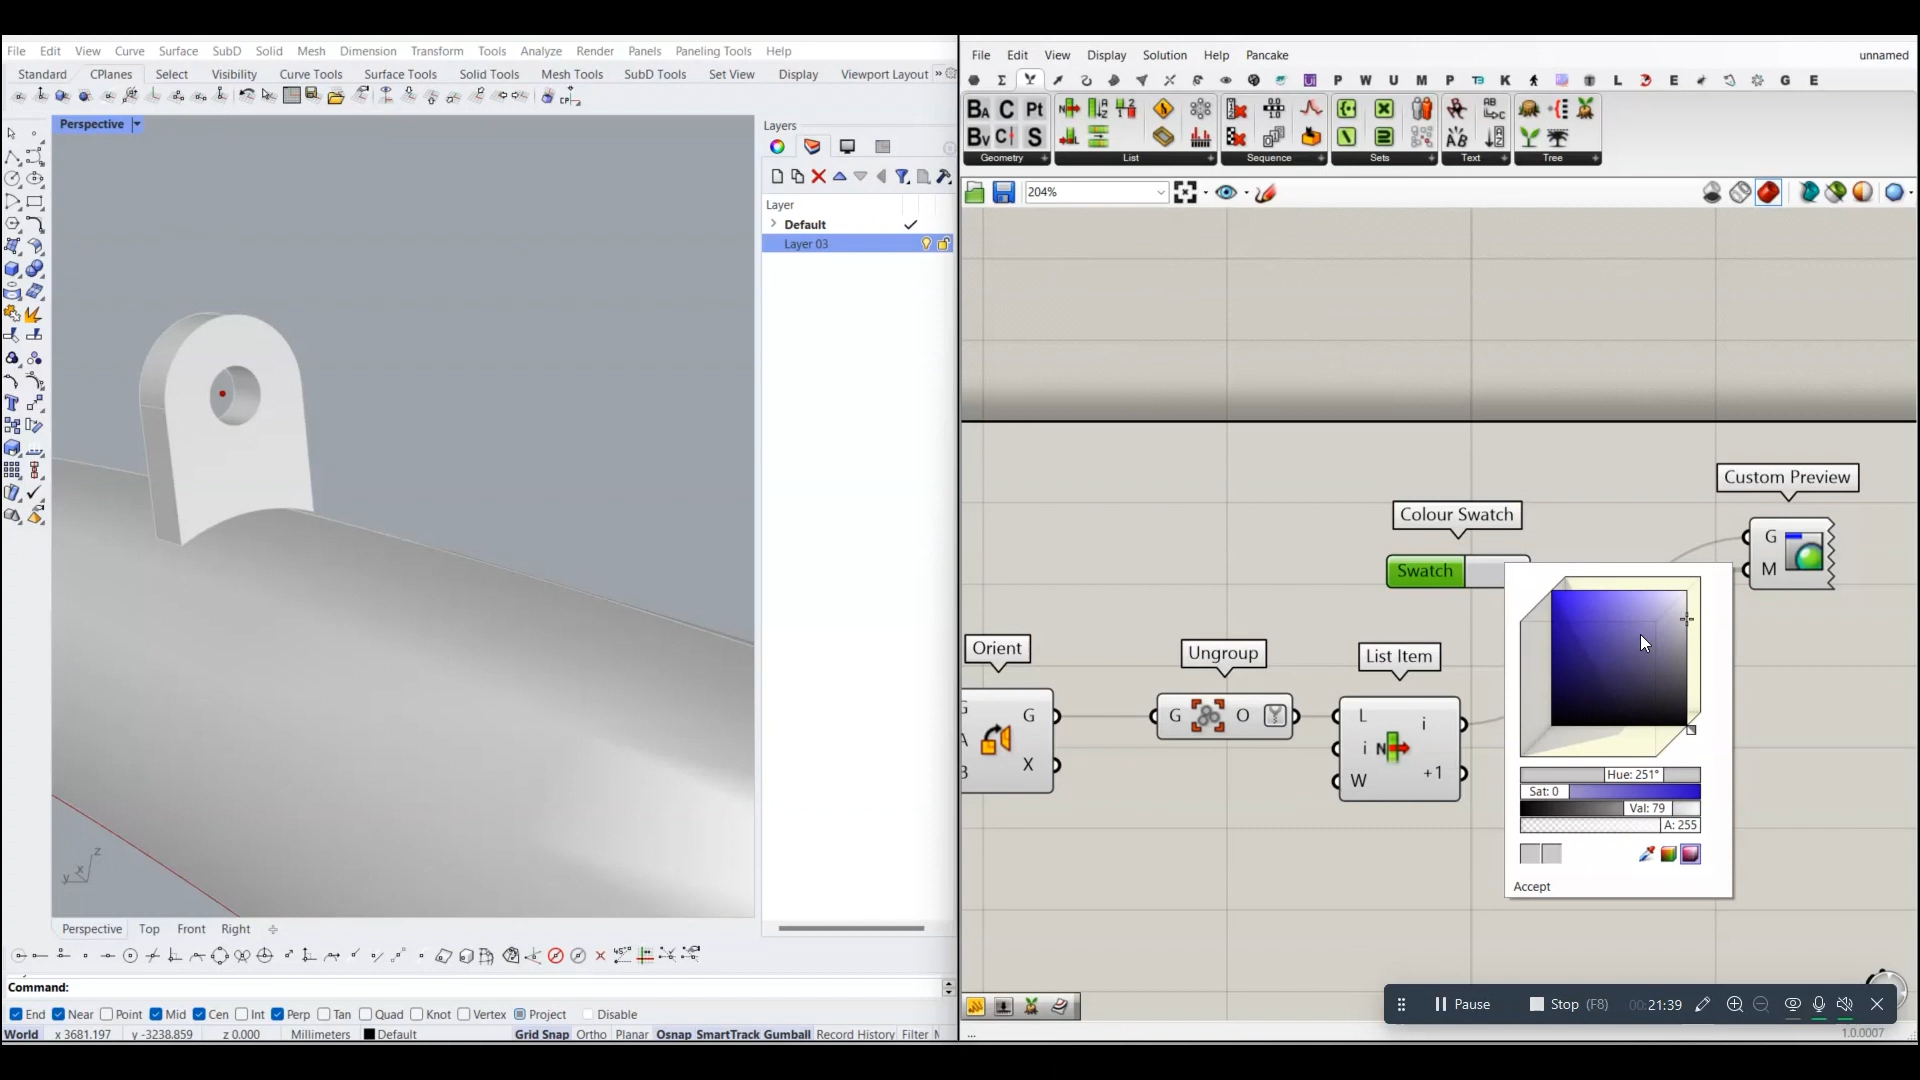 File Edit View Curve Surface SubD Solid Mesh Dimension Transform Tools Analyze Render Panels Paneling Tools Help
Standard CPlanes Select Visibility Curve Tools Surface Tools Solid Tools Mesh Tools SubD Tools Set View Display Viewport Layout »
Perspective
Layers
Layer
Default
Layer 03
z
y x
Perspective Top Front Right
Command:
End Near Point Mid Cen Int Perp Tan Quad Knot Vertex Project Disable
World x 3681.197 y -3238.859 z 0.000 Millimeters Default Grid Snap Ortho Planar Osnap SmartTrack Gumball Record History Filter M
File Edit View Display Solution Help Pancake unnamed
P W U M P L E K G E
Geometry List Sequence Sets Text Tree
204%
Custom Preview
G
M
Colour Swatch
Swatch
Orient
G
X
Ungroup
G O
List Item
L i
i N
W +1
Hue: 251°
Sat: 0
Val: 79
A: 255
Accept
Pause Stop (F8) 00:21:39
1.0.0007
...